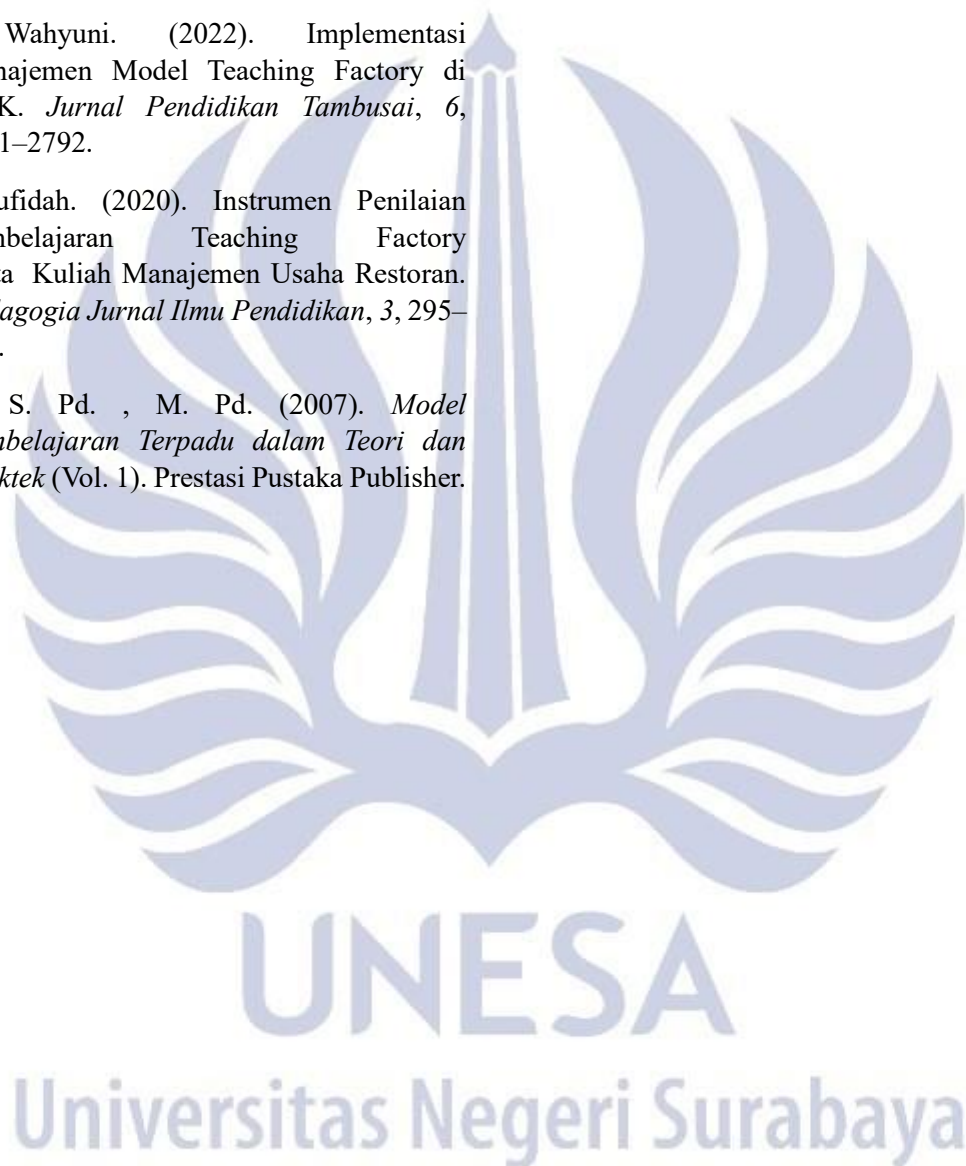 Wahyuni. (2022). Implementasi
najemen Model Teaching Factory di
K. Jurnal Pendidikan Tambusai, 6,
1–2792.
ufidah. (2020). Instrumen Penilaian
nbelajaran Teaching Factory
ta Kuliah Manajemen Usaha Restoran.
lagogia Jurnal Ilmu Pendidikan, 3, 295–
.
S. Pd. , M. Pd. (2007). Model
nbelajaran Terpadu dalam Teori dan
ktek (Vol. 1). Prestasi Pustaka Publisher.
UNESA
Universitas Negeri Surabaya